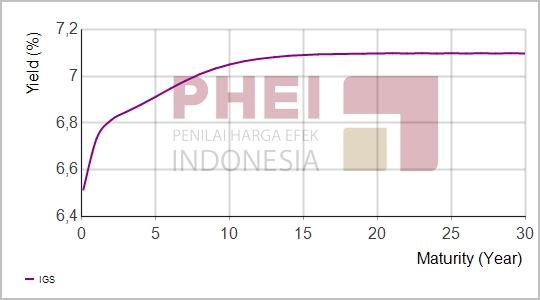 Yield (%)
7,2
7
6,8
6,6
6,4
PHEI
PENILAI HARGA EFEK
INDONESIA
0 5 10 15 20 25 30
Maturity (Year)
IGS